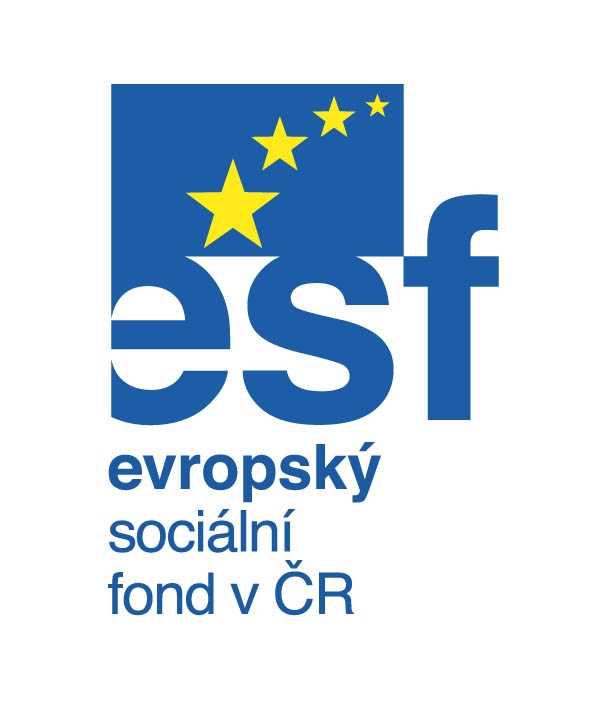 esf
evropský
sociální
fond v ČR